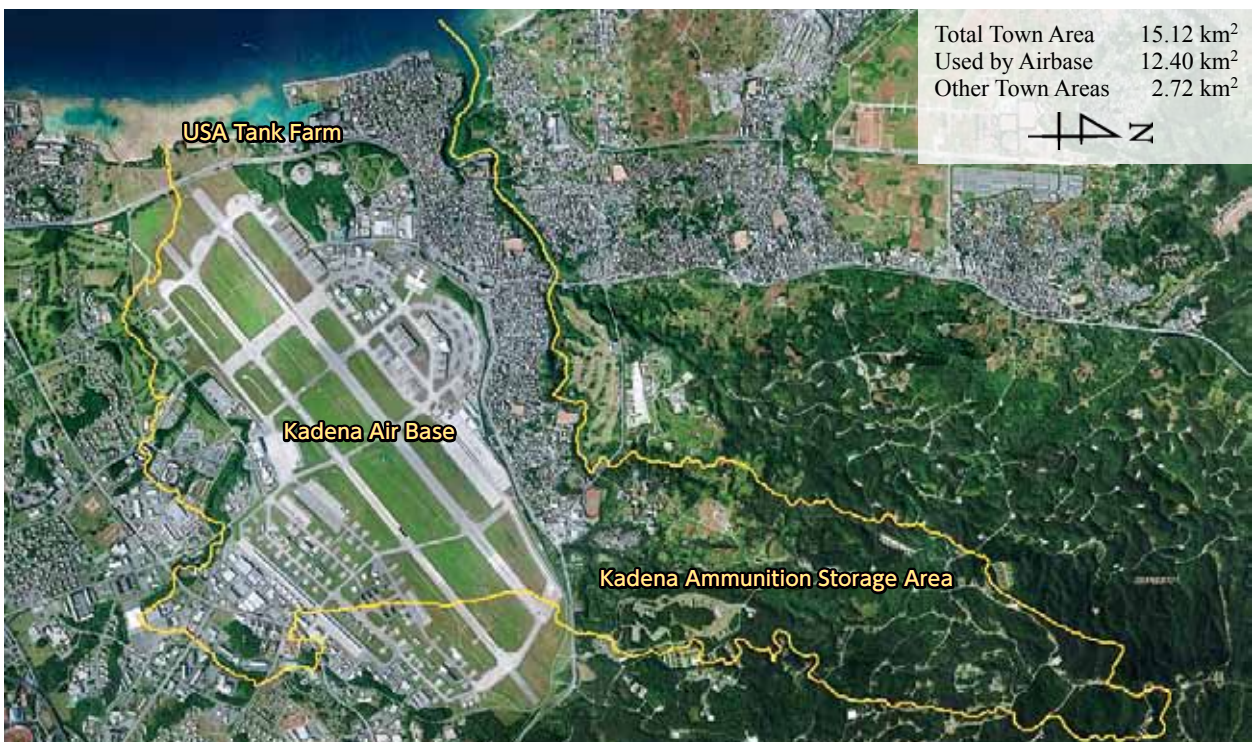 Total Town Area 15.12 km²
Used by Airbase 12.40 km²
Other Town Areas 2.72 km²
N
USA Tank Farm
Kadena Air Base
Kadena Ammunition Storage Area